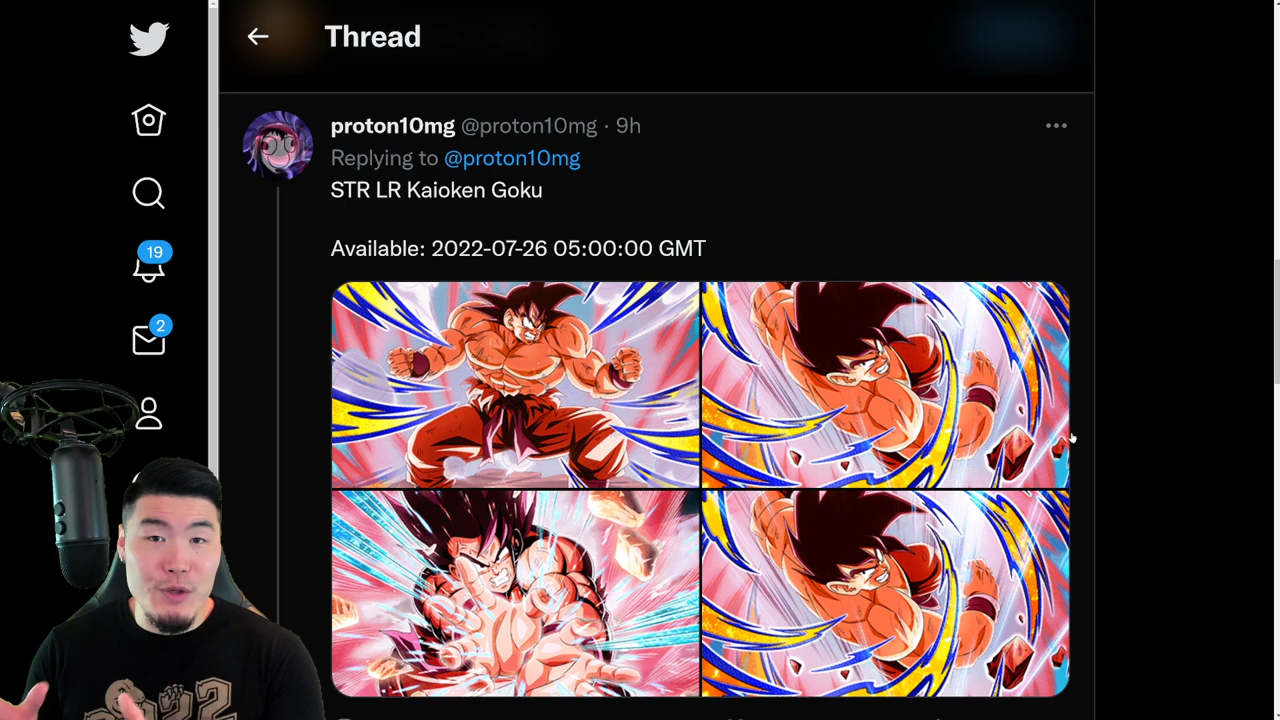 Thread
proton10mg @proton10mg · 9h
Replying to @proton10mg
STR LR Kaioken Goku
Available: 2022-07-26 05:00:00 GMT
19
2